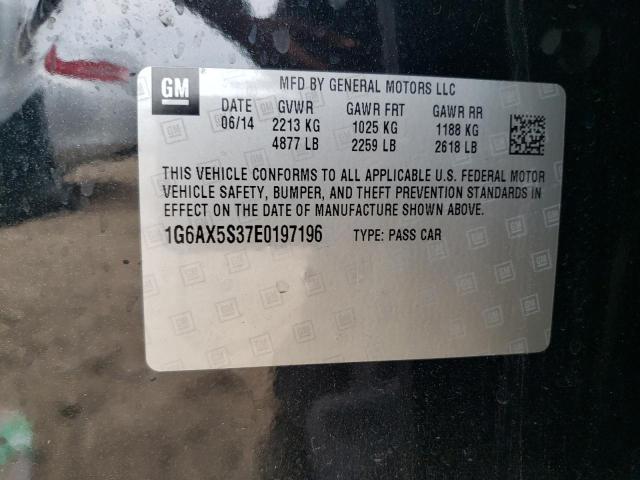 GM MFD BY GENERAL MOTORS LLC
DATE GVWR GAWR FRT GAWR RR
06/14 2213 KG 1025 KG 1188 KG
4877 LB 2259 LB 2618 LB
THIS VEHICLE CONFORMS TO ALL APPLICABLE U.S. FEDERAL MOTOR
VEHICLE SAFETY, BUMPER, AND THEFT PREVENTION STANDARDS IN
EFFECT ON THE DATE OF MANUFACTURE SHOWN ABOVE.
1G6AX5S37E0197196 TYPE: PASS CAR